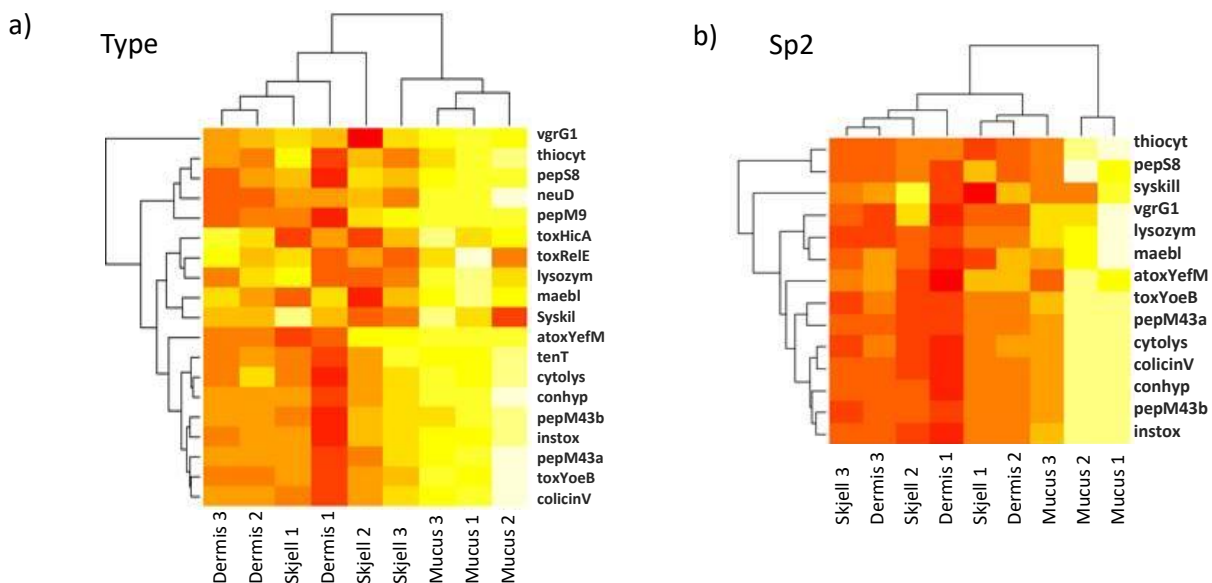 a)
Type
vgrG1
thiocyt
pepS8
neuD
pepM9
toxHicA
toxRelE
lysozym
maebl
Syskil
atoxYefM
tenT
cytolys
conhyp
pepM43b
instox
pepM43a
toxYoeB
colicinV
Dermis 3
Dermis 2
Skjell 1
Dermis 1
Skjell 2
Skjell 3
Mucus 3
Mucus 1
Mucus 2
b)
Sp2
thiocyt
pepS8
syskill
vgrG1
lysozym
maebl
atoxYefM
toxYoeB
pepM43a
cytolys
colicinV
conhyp
pepM43b
instox
Skjell 3
Dermis 3
Skjell 2
Dermis 1
Skjell 1
Dermis 2
Mucus 3
Mucus 2
Mucus 1